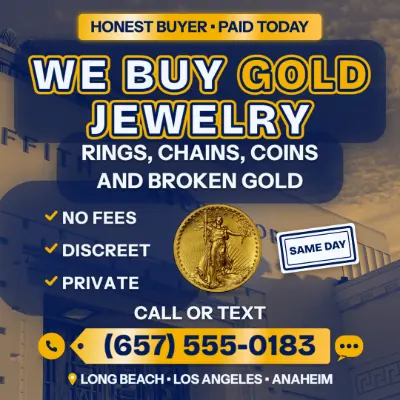 HONEST BUYER • PAID TODAY
WE BUY GOLD
JEWELRY
RINGS, CHAINS, COINS
AND BROKEN GOLD
NO FEES
DISCREET
PRIVATE
SAME DAY
CALL OR TEXT
(657) 555-0183
LONG BEACH • LOS ANGELES • ANAHEIM